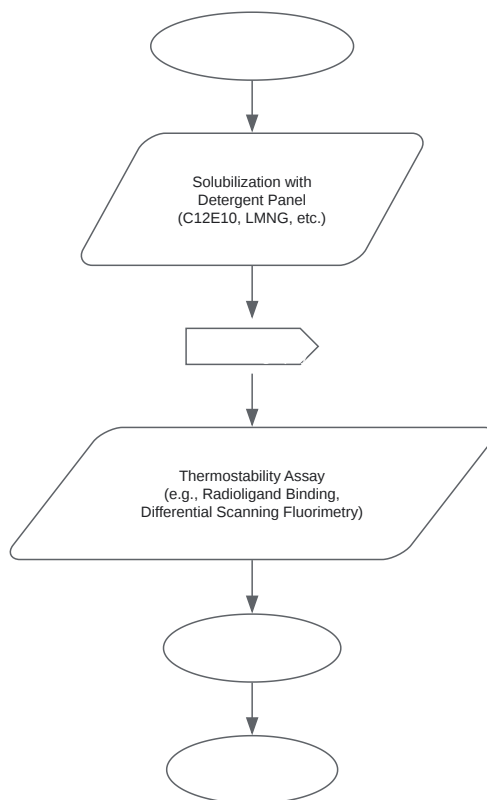 Solubilization with
Detergent Panel
(C12E10, LMNG, etc.)
Thermostability Assay
(e.g., Radioligand Binding,
Differential Scanning Fluorimetry)